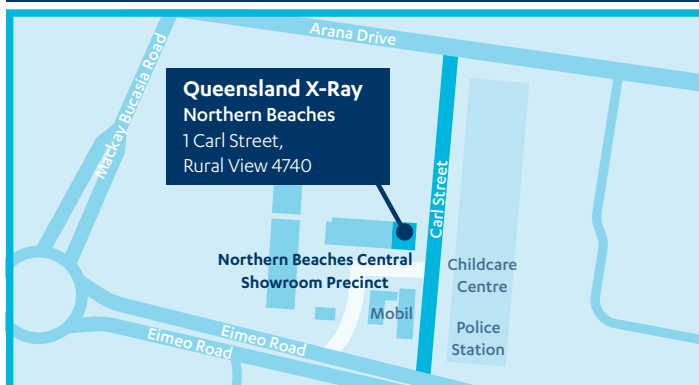 Arana Drive
Mackay Bucasia Road
Queensland X-Ray
Northern Beaches
1 Carl Street,
Rural View 4740
Carl Street
Northern Beaches Central
Showroom Precinct
Childcare
Centre
Mobil
Police
Station
Eimeo Road
Eimeo Road